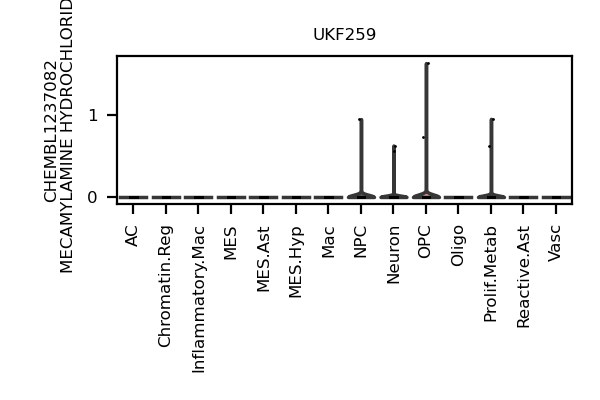 UKF259
CHEMBL1237082
MECAMYLAMINE HYDROCHLORID
1
0
AC
Chromatin.Reg
Inflammatory.Mac
MES
MES.Ast
MES.Hyp
Mac
NPC
Neuron
OPC
Oligo
Prolif.Metab
Reactive.Ast
Vasc